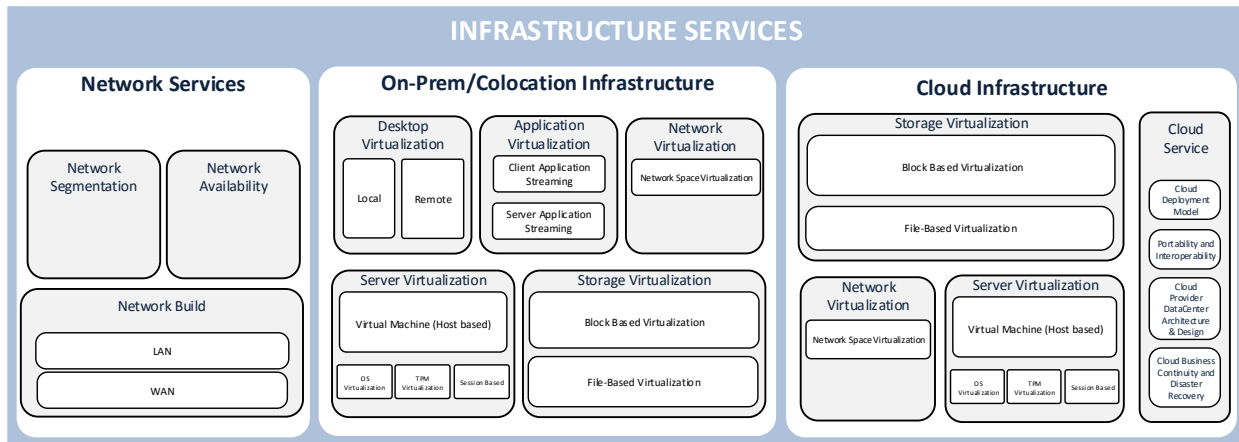 INFRASTRUCTURE SERVICES
Network Services
Network
Segmentation
Network
Availability
Network Build
LAN
WAN
On-Prem/Colocation Infrastructure
Desktop
Virtualization
Local
Remote
Application
Virtualization
Client Application
Streaming
Server Application
Streaming
Network
Virtualization
Network Space Virtualization
Server Virtualization
Virtual Machine (Host based)
OS
Virtualization
TPM
Virtualization
Session Based
Storage Virtualization
Block Based Virtualization
File-Based Virtualization
Cloud Infrastructure
Storage Virtualization
Block Based Virtualization
File-Based Virtualization
Network
Virtualization
Network Space Virtualization
Server Virtualization
Virtual Machine (Host based)
OS
Virtualization
TPM
Virtualization
Session Based
Cloud
Service
Cloud
Deployment
Model
Portability and
Interoperability
Cloud
Provider
DataCenter
Architecture
& Design
Cloud Business
Continuity and
Disaster
Recovery